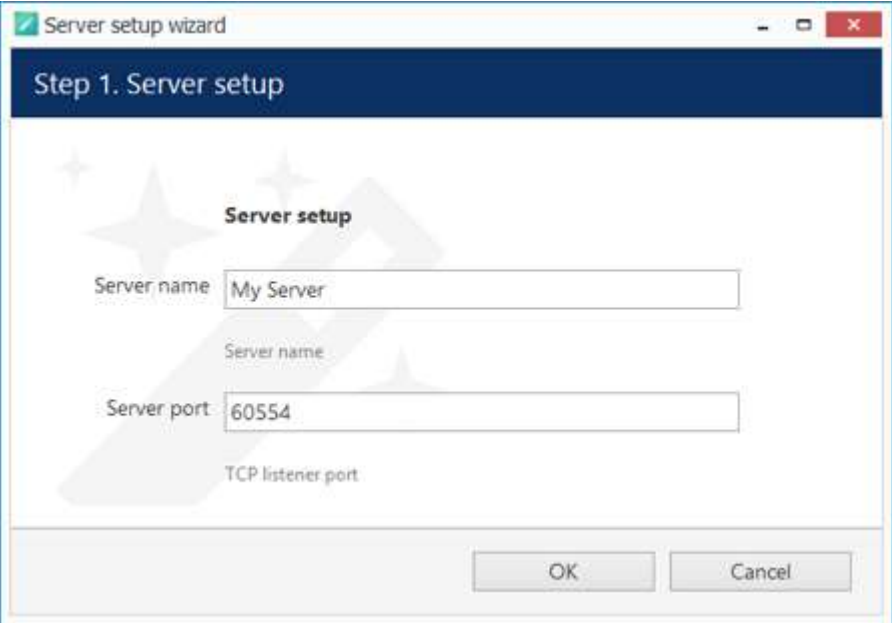 Server setup wizard
Step 1. Server setup
Server setup
Server name My Server
Server name
Server port 60554
TCP listener port
OK Cancel